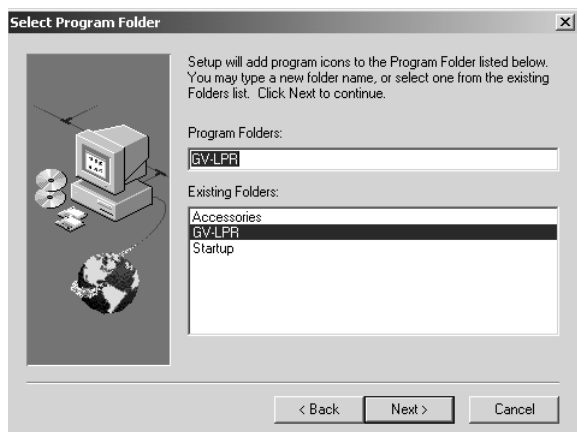 Select Program Folder
Setup will add program icons to the Program Folder listed below.
You may type a new folder name, or select one from the existing
Folders list. Click Next to continue.
Program Folders:
GV-LPR
Existing Folders:
Accessories
GV-LPR
Startup
< Back Next > Cancel